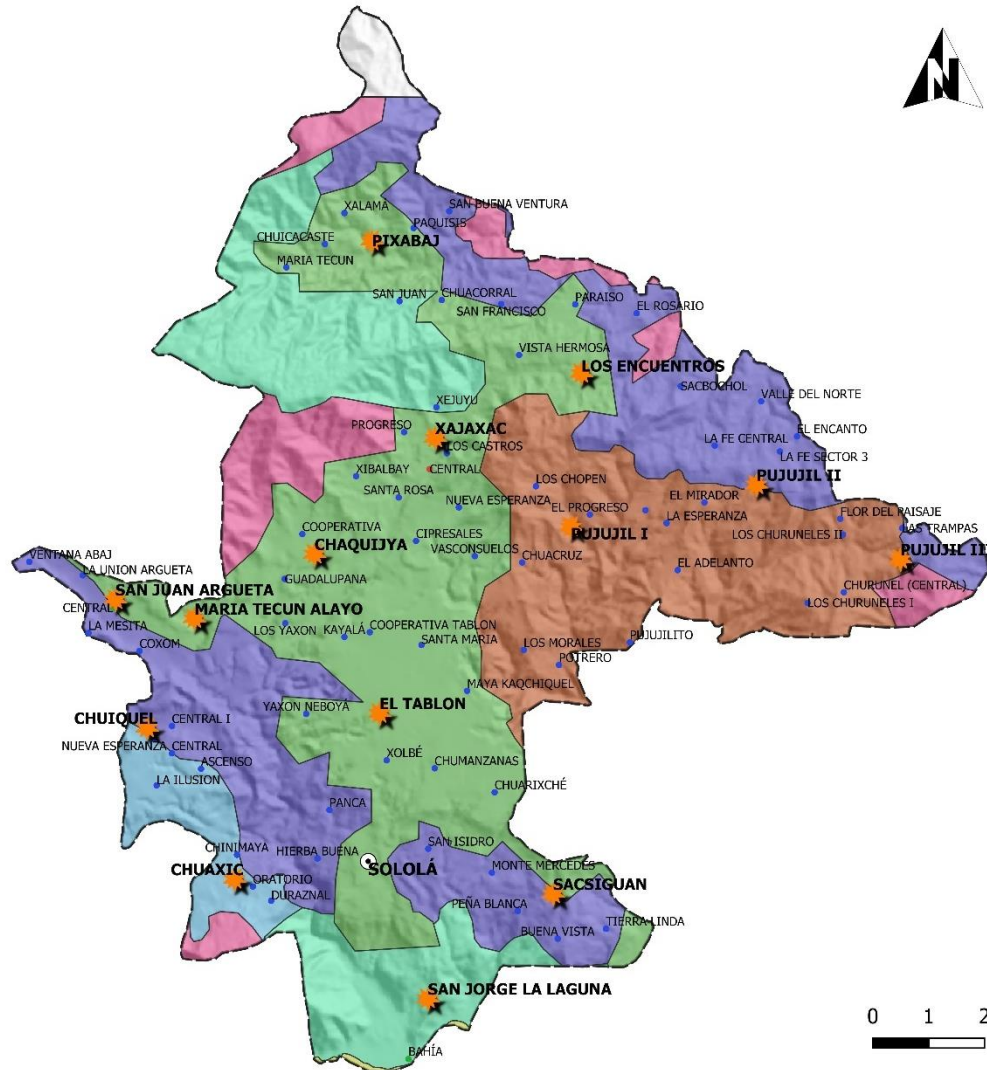 N
XALAMA
SAN BUENA VENTURA
PAQUISIS
CHUICACASTE
PIXABAJ
MARIA TECUN
SAN JUAN
CHUACORRAL
SAN FRANCISCO
PARAISO
EL ROSARIO
VISTA HERMOSA
LOS ENCUENTROS
SACBOCHOL
VALLE DEL NORTE
XEJUYU
PROGRESO
XAJAXAC
LOS CASTROS
EL ENCANTO
LA FE CENTRAL
LA FE SECTOR 3
XIBALBAY
CENTRAL
PUJUJIL II
LOS CHOPEN
SANTA ROSA
NUEVA ESPERANZA
EL MIRADOR
EL PROGRESO
FLOR DEL PAISAJE
COOPERATIVA
LA ESPERANZA
LAS TRAMPAS
CIPRESALES
PUJUJIL I
LOS CHURUNELES II
CHAQUIJYA
VASCONSUELOS
CHUACRUZ
PUJUJIL III
VENTANA ABAJ
LA UNION ARGUETA
GUADALUPANA
EL ADELANTO
CHURUNEL (CENTRAL)
SAN JUAN ARGUETA
CENTRAL
MARIA TECUN ALAYO
LOS CHURUNELES I
LA MESITA
LOS YAXON
KAYALÁ
COOPERATIVA TABLON
SANTA MARIA
COXOM
LOS MORALES
PUJUJILITO
POTRERO
MAYA KAQCHIQUEL
YAXON NEBOYÁ
EL TABLON
CHUIQUEL
CENTRAL I
NUEVA ESPERANZA CENTRAL
ASCENSO
XOLBÉ
CHUMANZANAS
LA ILUSION
CHUARIXCHÉ
PANCA
SAN ISIDRO
CHINIMAYÁ
HIERBA BUENA
SOLOLÁ
MONTE MERCEDES
CHUAXIC
ORATORIO
DURAZNAL
SACSIGUAN
PEÑA BLANCA
TIERRA LINDA
BUENA VISTA
SAN JORGE LA LAGUNA
BAHÍA
0 1 2